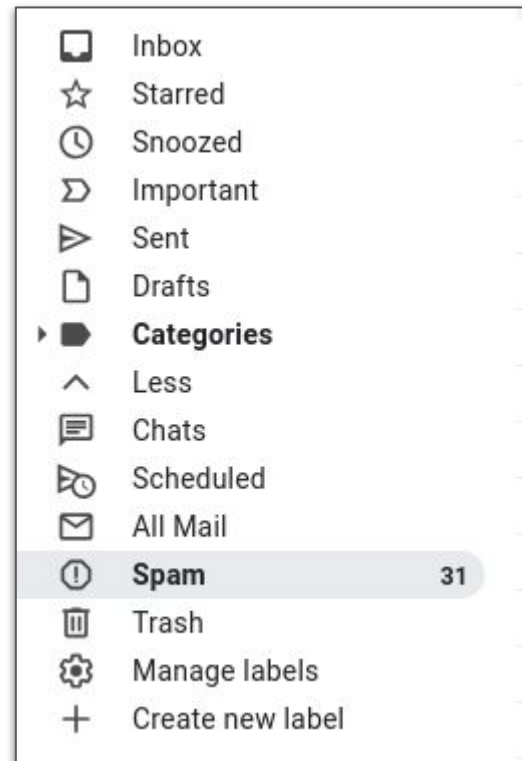 Inbox
Starred
Snoozed
Important
Sent
Drafts
Categories
Less
Chats
Scheduled
All Mail
Spam 31
Trash
Manage labels
Create new label